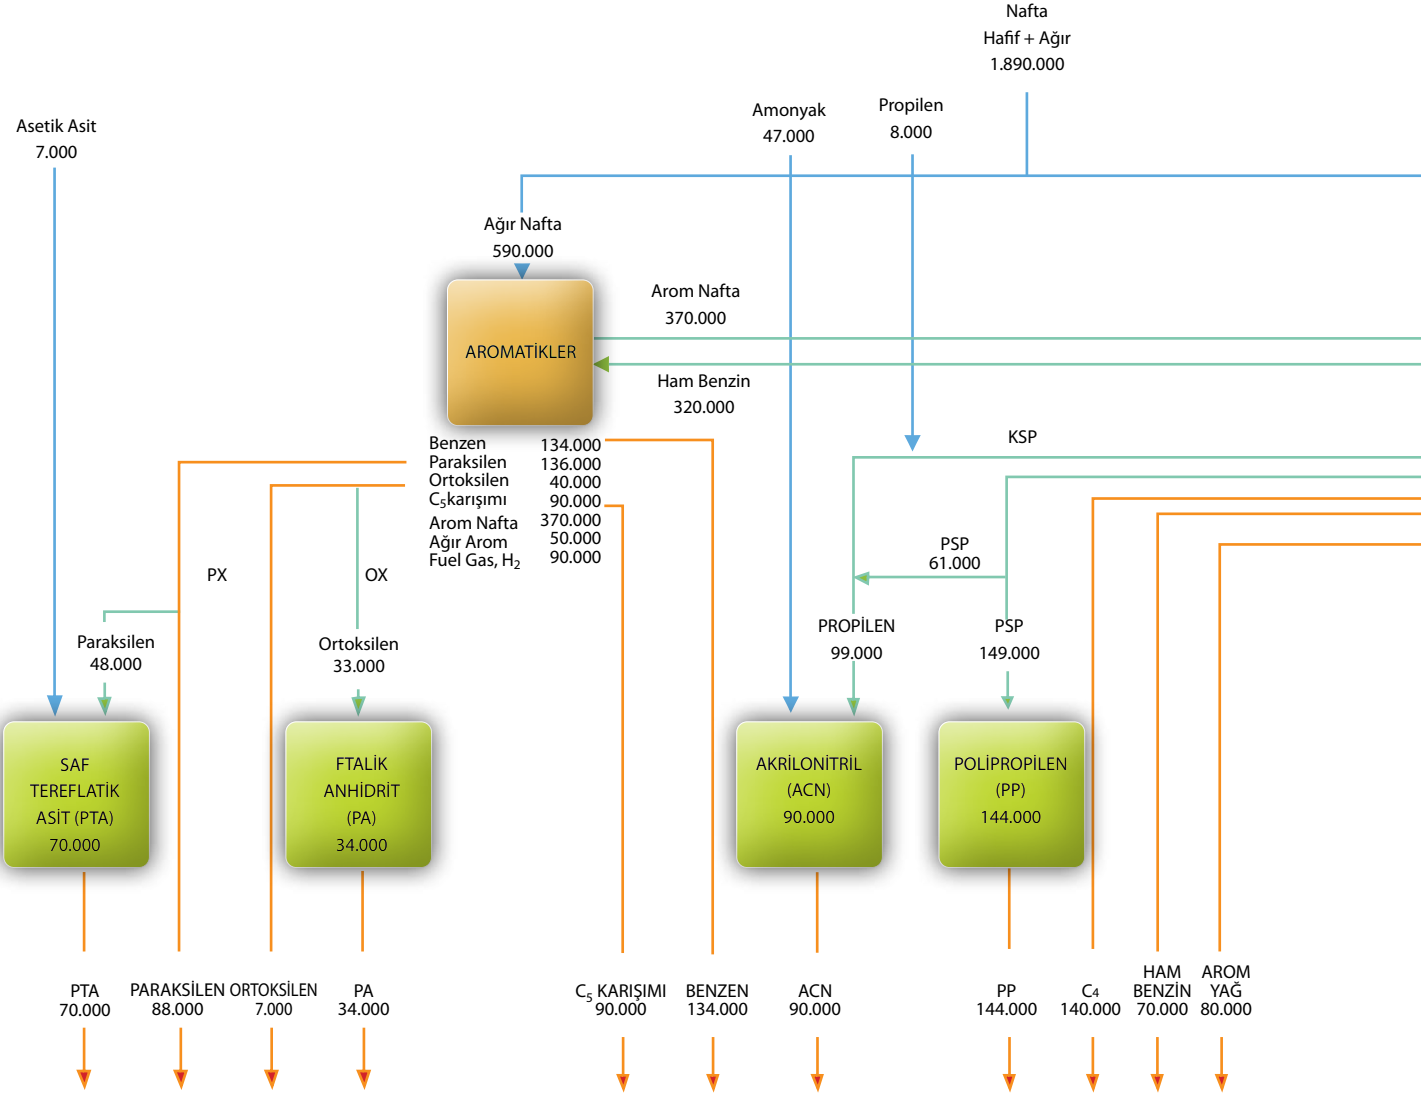 Nafta
Hafif + Ağır
1.890.000
Asetik Asit
7.000
Amonyak
47.000
Propilen
8.000
Ağır Nafta
590.000
AROMATİKLER
Arom Nafta
370.000
Ham Benzin
320.000
Benzen 134.000
Paraksilen 136.000
Ortoksilen 40.000
C₅karışımı 90.000
Arom Nafta 370.000
Ağır Arom 50.000
Fuel Gas, H₂ 90.000
KSP
PX
OX
PSP
61.000
Paraksilen
48.000
Ortoksilen
33.000
PROPİLEN
99.000
PSP
149.000
SAF
TEREFLATİK
ASİT (PTA)
70.000
FTALİK
ANHİDRİT
(PA)
34.000
AKRİLONİTRİL
(ACN)
90.000
POLİPROPİLEN
(PP)
144.000
PTA
70.000
PARAKSİLEN
88.000
ORTOKSİLEN
7.000
PA
34.000
C₅ KARIŞIMI
90.000
BENZEN
134.000
ACN
90.000
PP
144.000
C4
140.000
HAM
BENZİN
70.000
AROM
YAĞ
80.000